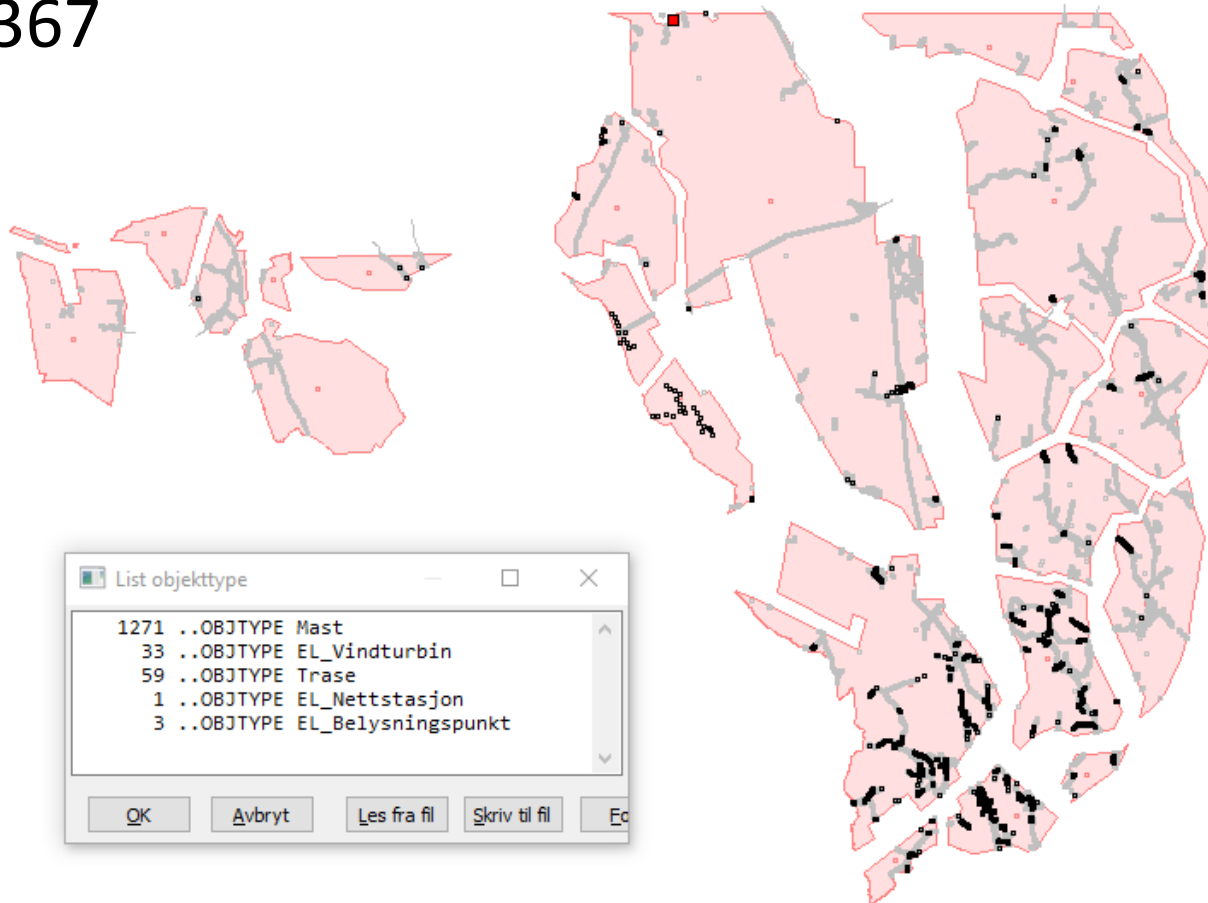 367
List objekttype
1271 ..OBJTYPE Mast
33 ..OBJTYPE EL_Vindturbin
59 ..OBJTYPE Trase
1 ..OBJTYPE EL_Nettstasjon
3 ..OBJTYPE EL_Belysningspunkt
OK Avbryt Les fra fil Skriv til fil Fo